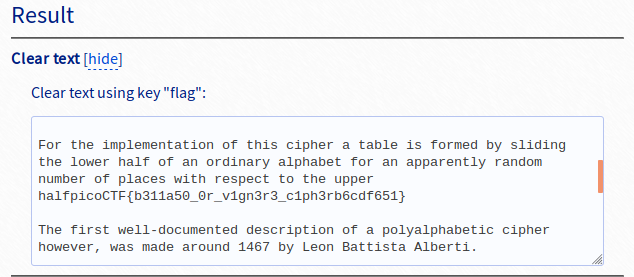 Result
Clear text [hide]
Clear text using key "flag":
For the implementation of this cipher a table is formed by sliding
the lower half of an ordinary alphabet for an apparently random
number of places with respect to the upper
halfpicoCTF{b311a50_0r_v1gn3r3_c1ph3rb6cdf651}
The first well-documented description of a polyalphabetic cipher
however, was made around 1467 by Leon Battista Alberti.